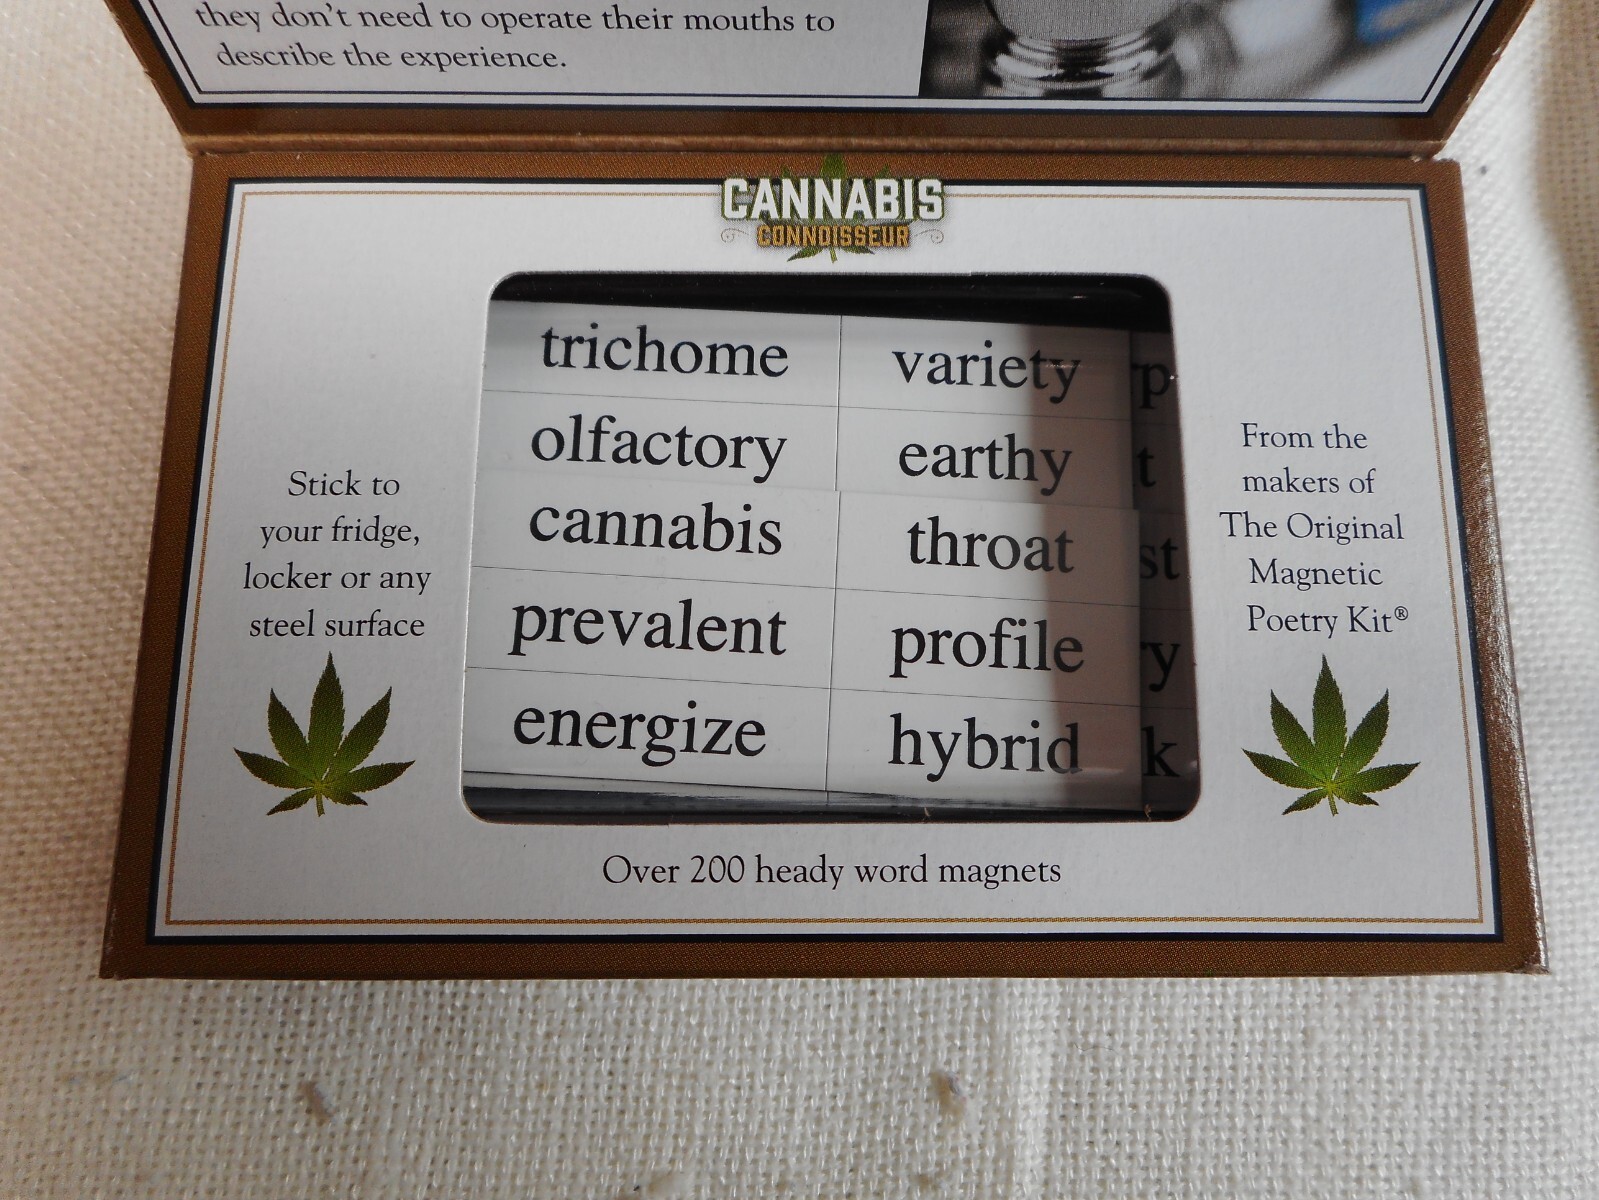 they don't need to operate their mouths to
describe the experience.
CANNABIS
CONNOISSEUR
trichome variety
olfactory earthy
cannabis throat
prevalent profile
energize hybrid
Stick to
your fridge,
locker or any
steel surface
From the
makers of
The Original
Magnetic
Poetry Kit®
Over 200 heady word magnets